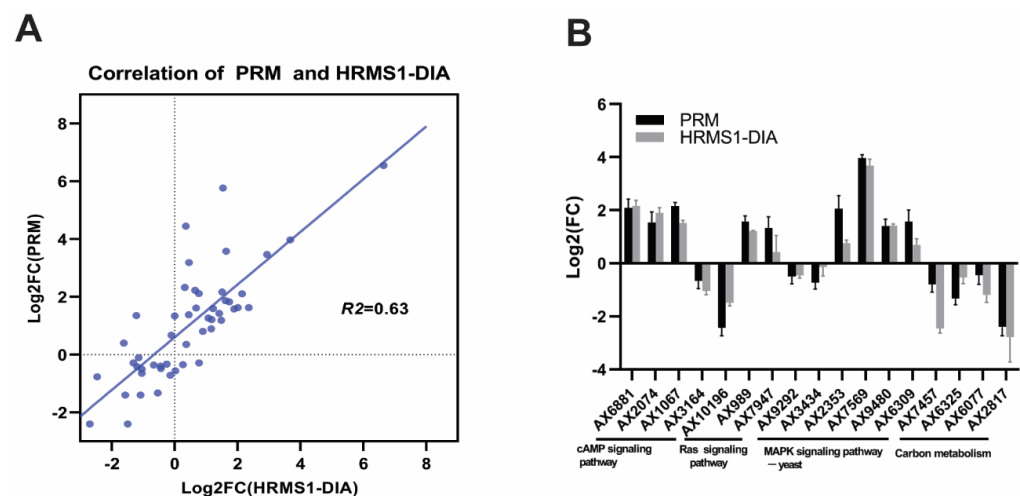 A
Correlation of PRM and HRMS1-DIA
Log2FC(PRM)
8
6
4
2
0
-2
R2=0.63
-2
0
2
4
6
8
Log2FC(HRMS1-DIA)
B
Log2(FC)
6
4
2
0
-2
-4
PRM
HRMS1-DIA
AX6881
AX2074
AX1067
AX3164
AX10196
AX989
AX7947
AX9292
AX3434
AX2353
AX7569
AX9480
AX6309
AX7457
AX6325
AX6077
AX2817
cAMP signaling
pathway
Ras signaling
pathway
MAPK signaling pathway
—yeast
Carbon metabolism